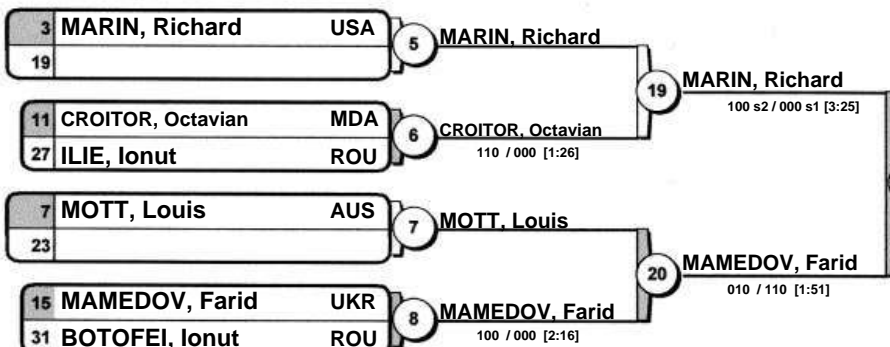 3 MARIN, Richard USA
19
5
MARIN, Richard
11 CROITOR, Octavian MDA
27 ILIE, Ionut ROU
6
CROITOR, Octavian
110 / 000 [1:26]
19
MARIN, Richard
100 s2 / 000 s1 [3:25]
7 MOTT, Louis AUS
23
7
MOTT, Louis
15 MAMEDOV, Farid UKR
31 BOTOFEI, Ionut ROU
8
MAMEDOV, Farid
100 / 000 [2:16]
20
MAMEDOV, Farid
010 / 110 [1:51]